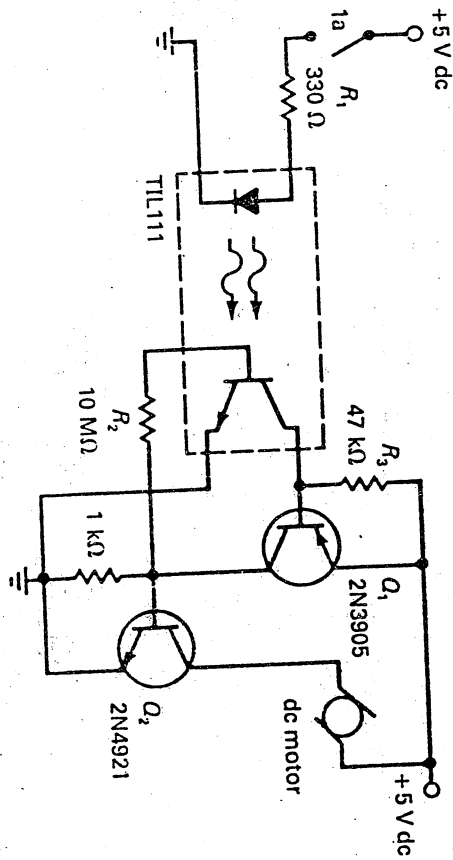 +5 V dc
1a
R1
330 Ω
TIL111
R2
10 MΩ
R3
47 kΩ
1 kΩ
Q1
2N3905
Q2
2N4921
dc motor
+5 V dc